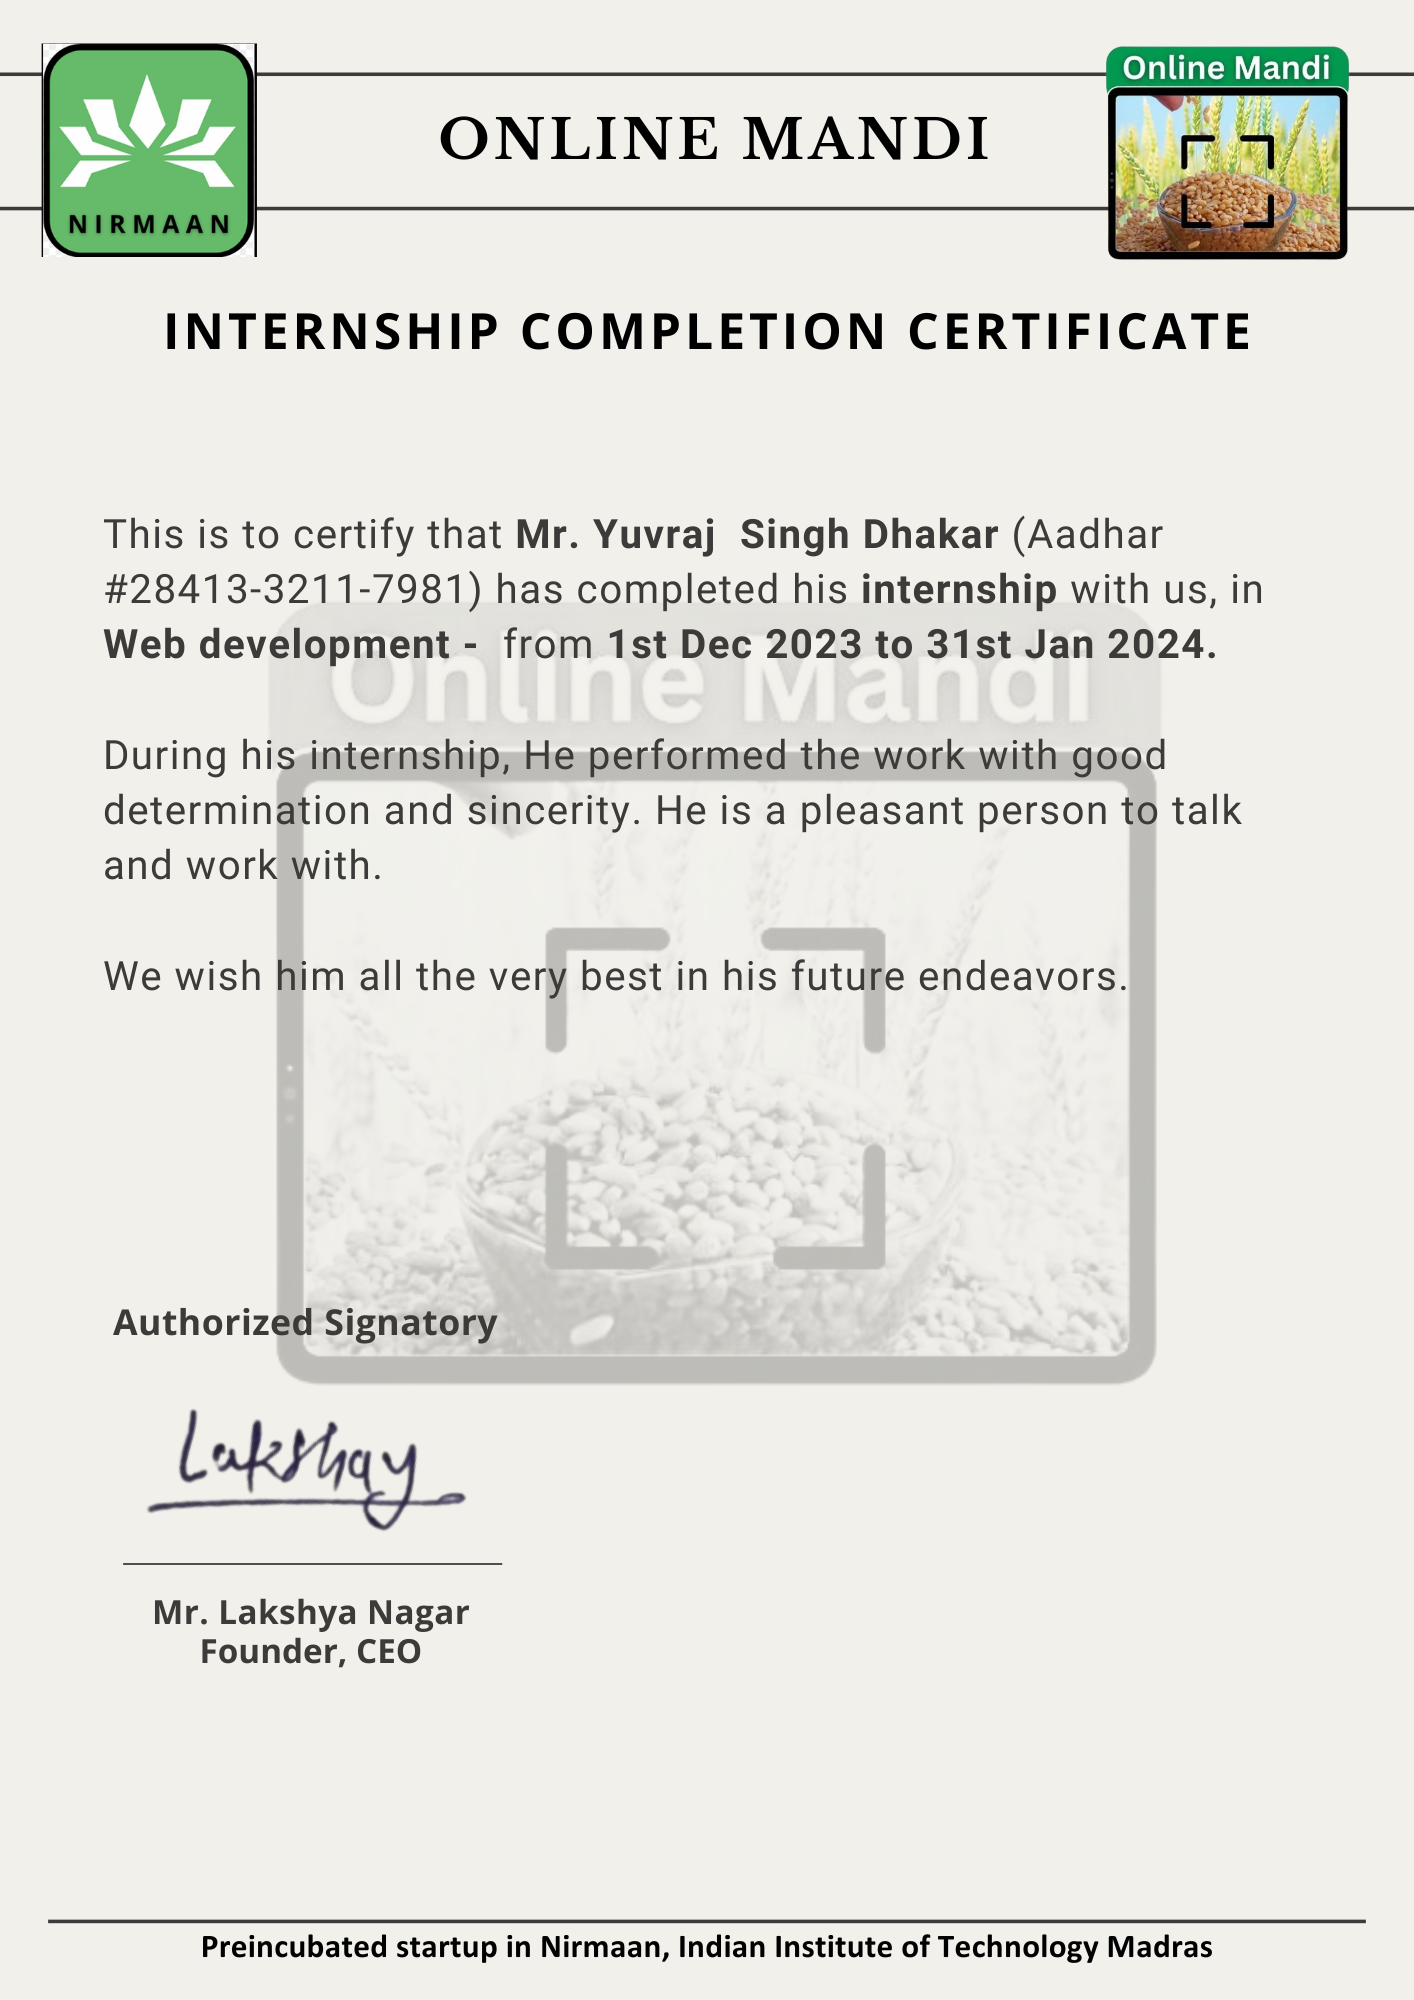 NIRMAAN
ONLINE MANDI
Online Mandi
INTERNSHIP COMPLETION CERTIFICATE
This is to certify that Mr. Yuvraj  Singh Dhakar (Aadhar
#28413-3211-7981) has completed his internship with us, in
Web development -  from 1st Dec 2023 to 31st Jan 2024.
Online Mandi
During his internship, He performed the work with good
determination and sincerity. He is a pleasant person to talk
and work with.
We wish him all the very best in his future endeavors.
Authorized Signatory
Lakshay
Mr. Lakshya Nagar
Founder, CEO
Preincubated startup in Nirmaan, Indian Institute of Technology Madras